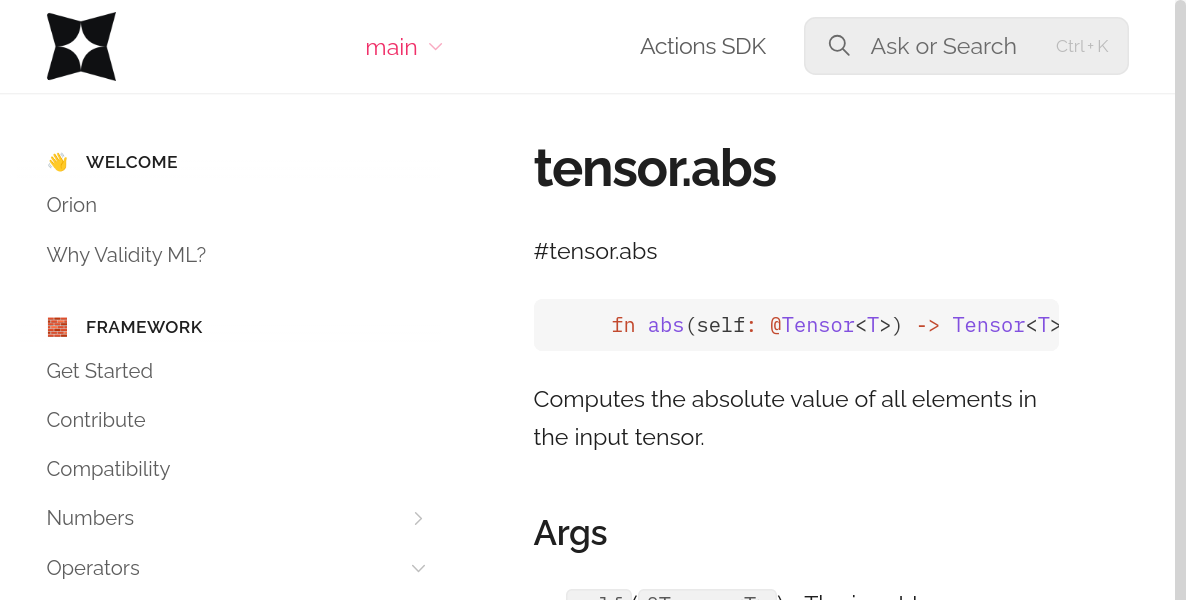 main
Actions SDK
Ask or Search
Ctrl + K
WELCOME
Orion
Why Validity ML?
FRAMEWORK
Get Started
Contribute
Compatibility
Numbers
Operators
tensor.abs
#tensor.abs
fn abs(self: @Tensor<T>) -> Tensor<T>
Computes the absolute value of all elements in
the input tensor.
Args